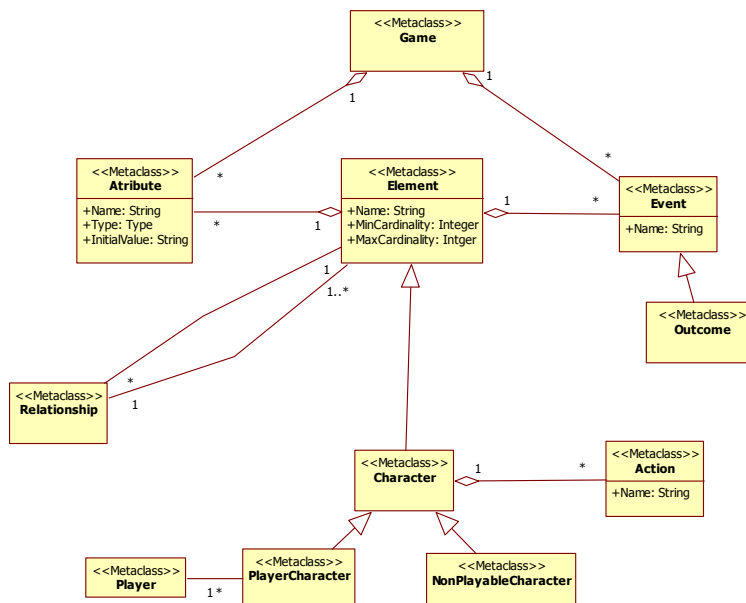 <<Metaclass>>
Game
1
1
*
*
<<Metaclass>>
Atribute
+Name: String
+Type: Type
+InitialValue: String
*
1
<<Metaclass>>
Element
+Name: String
+MinCardinality: Integer
+MaxCardinality: Intger
1
*
<<Metaclass>>
Event
+Name: String
1
1..*
<<Metaclass>>
Outcome
*
1
<<Metaclass>>
Relationship
<<Metaclass>>
Character
1
*
<<Metaclass>>
Action
+Name: String
<<Metaclass>>
Player
1*
<<Metaclass>>
PlayerCharacter
<<Metaclass>>
NonPlayableCharacter